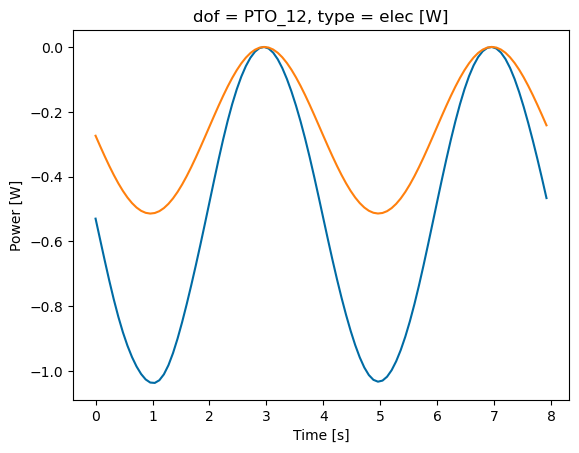 dof = PTO_12, type = elec [W]
Power [W]
0.0
−0.2
−0.4
−0.6
−0.8
−1.0
0 1 2 3 4 5 6 7 8
Time [s]